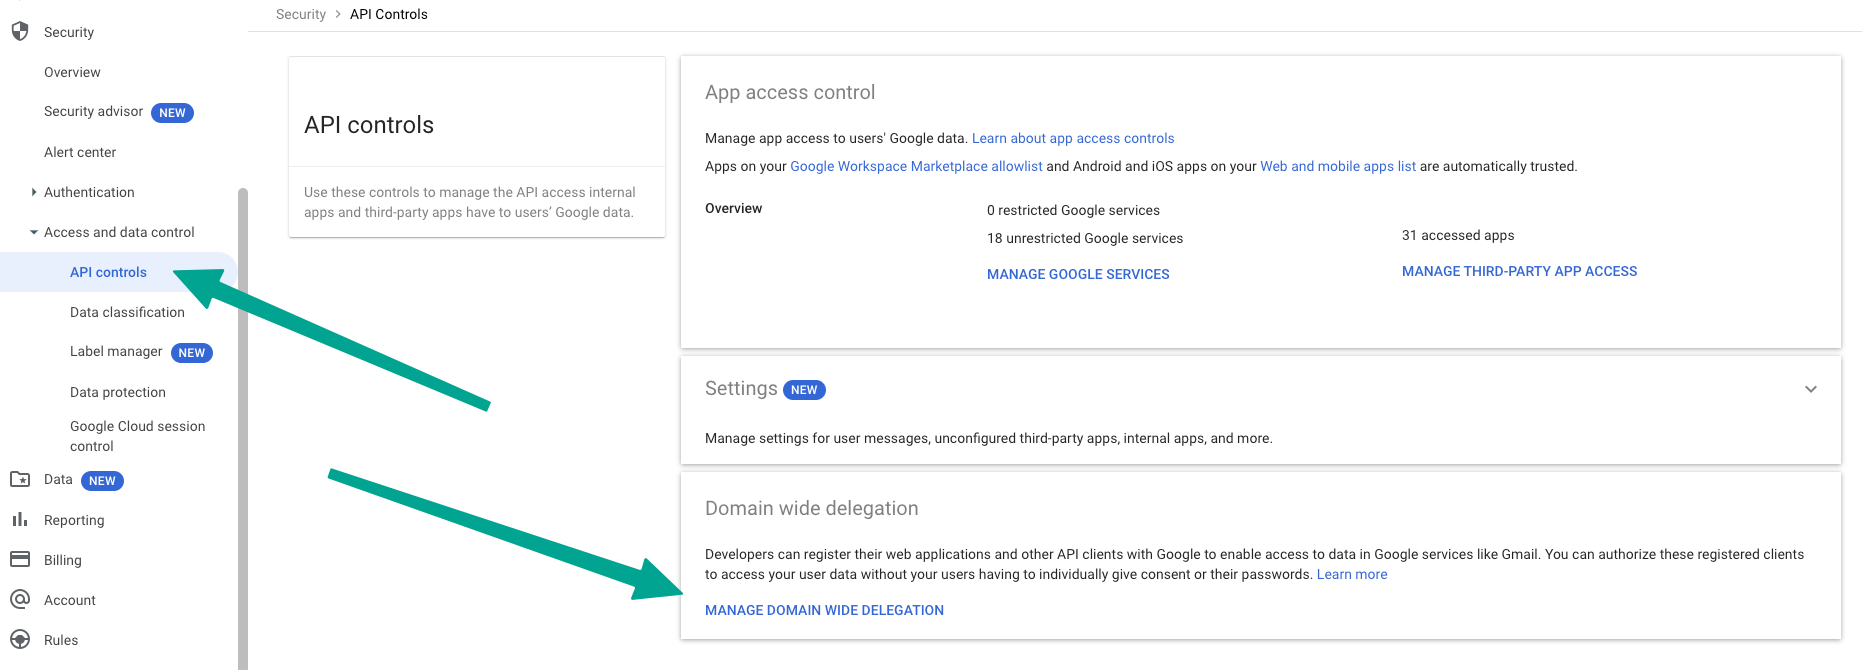 Security
Overview
Security advisor NEW
Alert center
Authentication
Access and data control
API controls
Data classification
Label manager NEW
Data protection
Google Cloud session
control
Data NEW
Reporting
Billing
Account
Rules
Security > API Controls
API controls
Use these controls to manage the API access internal
apps and third-party apps have to users’ Google data.
App access control
Manage app access to users' Google data. Learn about app access controls
Apps on your Google Workspace Marketplace allowlist and Android and iOS apps on your Web and mobile apps list are automatically trusted.
Overview
0 restricted Google services
18 unrestricted Google services
MANAGE GOOGLE SERVICES
31 accessed apps
MANAGE THIRD-PARTY APP ACCESS
Settings NEW
Manage settings for user messages, unconfigured third-party apps, internal apps, and more.
Domain wide delegation
Developers can register their web applications and other API clients with Google to enable access to data in Google services like Gmail. You can authorize these registered clients
to access your user data without your users having to individually give consent or their passwords. Learn more
MANAGE DOMAIN WIDE DELEGATION